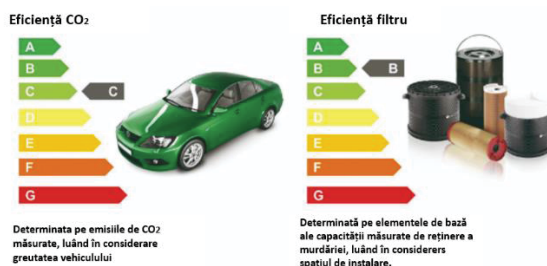 Eficiență CO2
A
B
C
C
D
E
F
G
Determinata pe emisiile de CO2
măsurate, luând în considerare
greutatea vehiculului
Eficiență filtru
A
B
B
C
D
E
F
G
Determinată pe elementele de bază
ale capacității măsurate de reținere a
murdăriei, luând în considerers
spațiul de instalare.